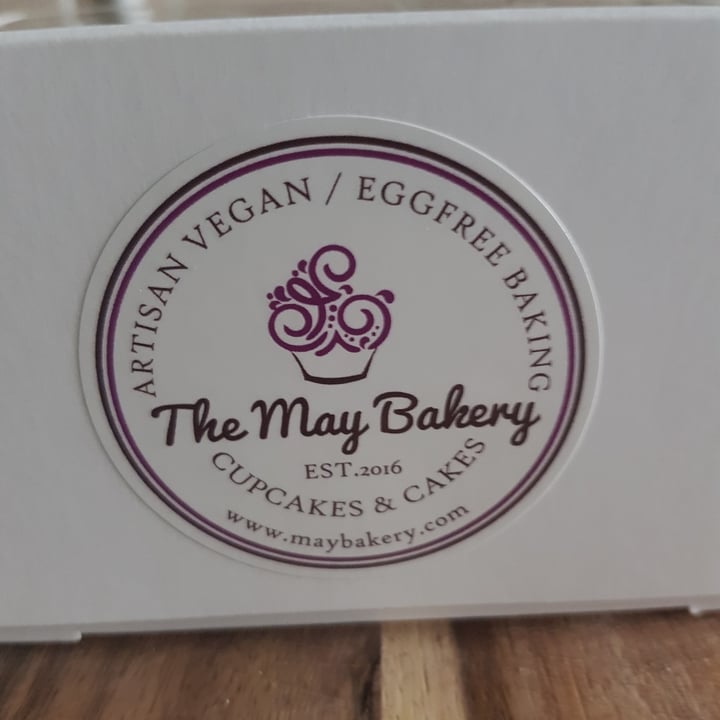 ARTISAN VEGAN / EGGFREE BAKING
The May Bakery
EST.2016
CUPCAKES & CAKES
www.maybakery.com